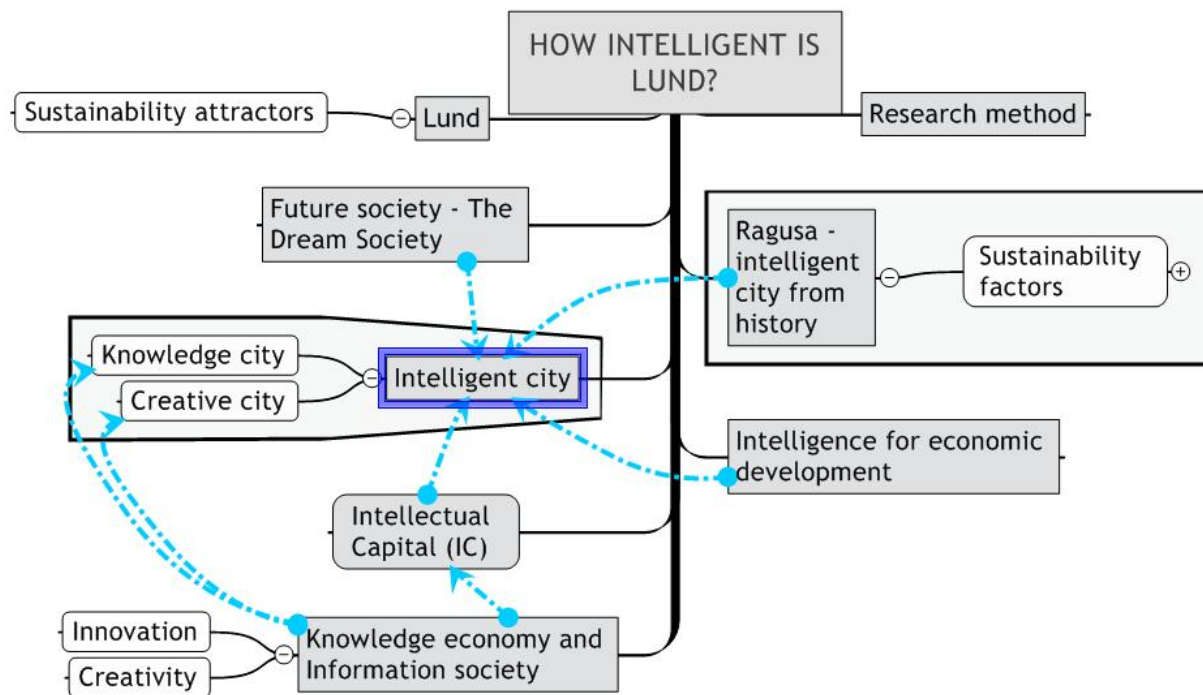 HOW INTELLIGENT IS
LUND?
Sustainability attractors
Lund
Research method
Future society - The
Dream Society
Ragusa -
intelligent
city from
history
Sustainability
factors
Knowledge city
Creative city
Intelligent city
Intelligence for economic
development
Intellectual
Capital (IC)
Innovation
Creativity
Knowledge economy and
Information society